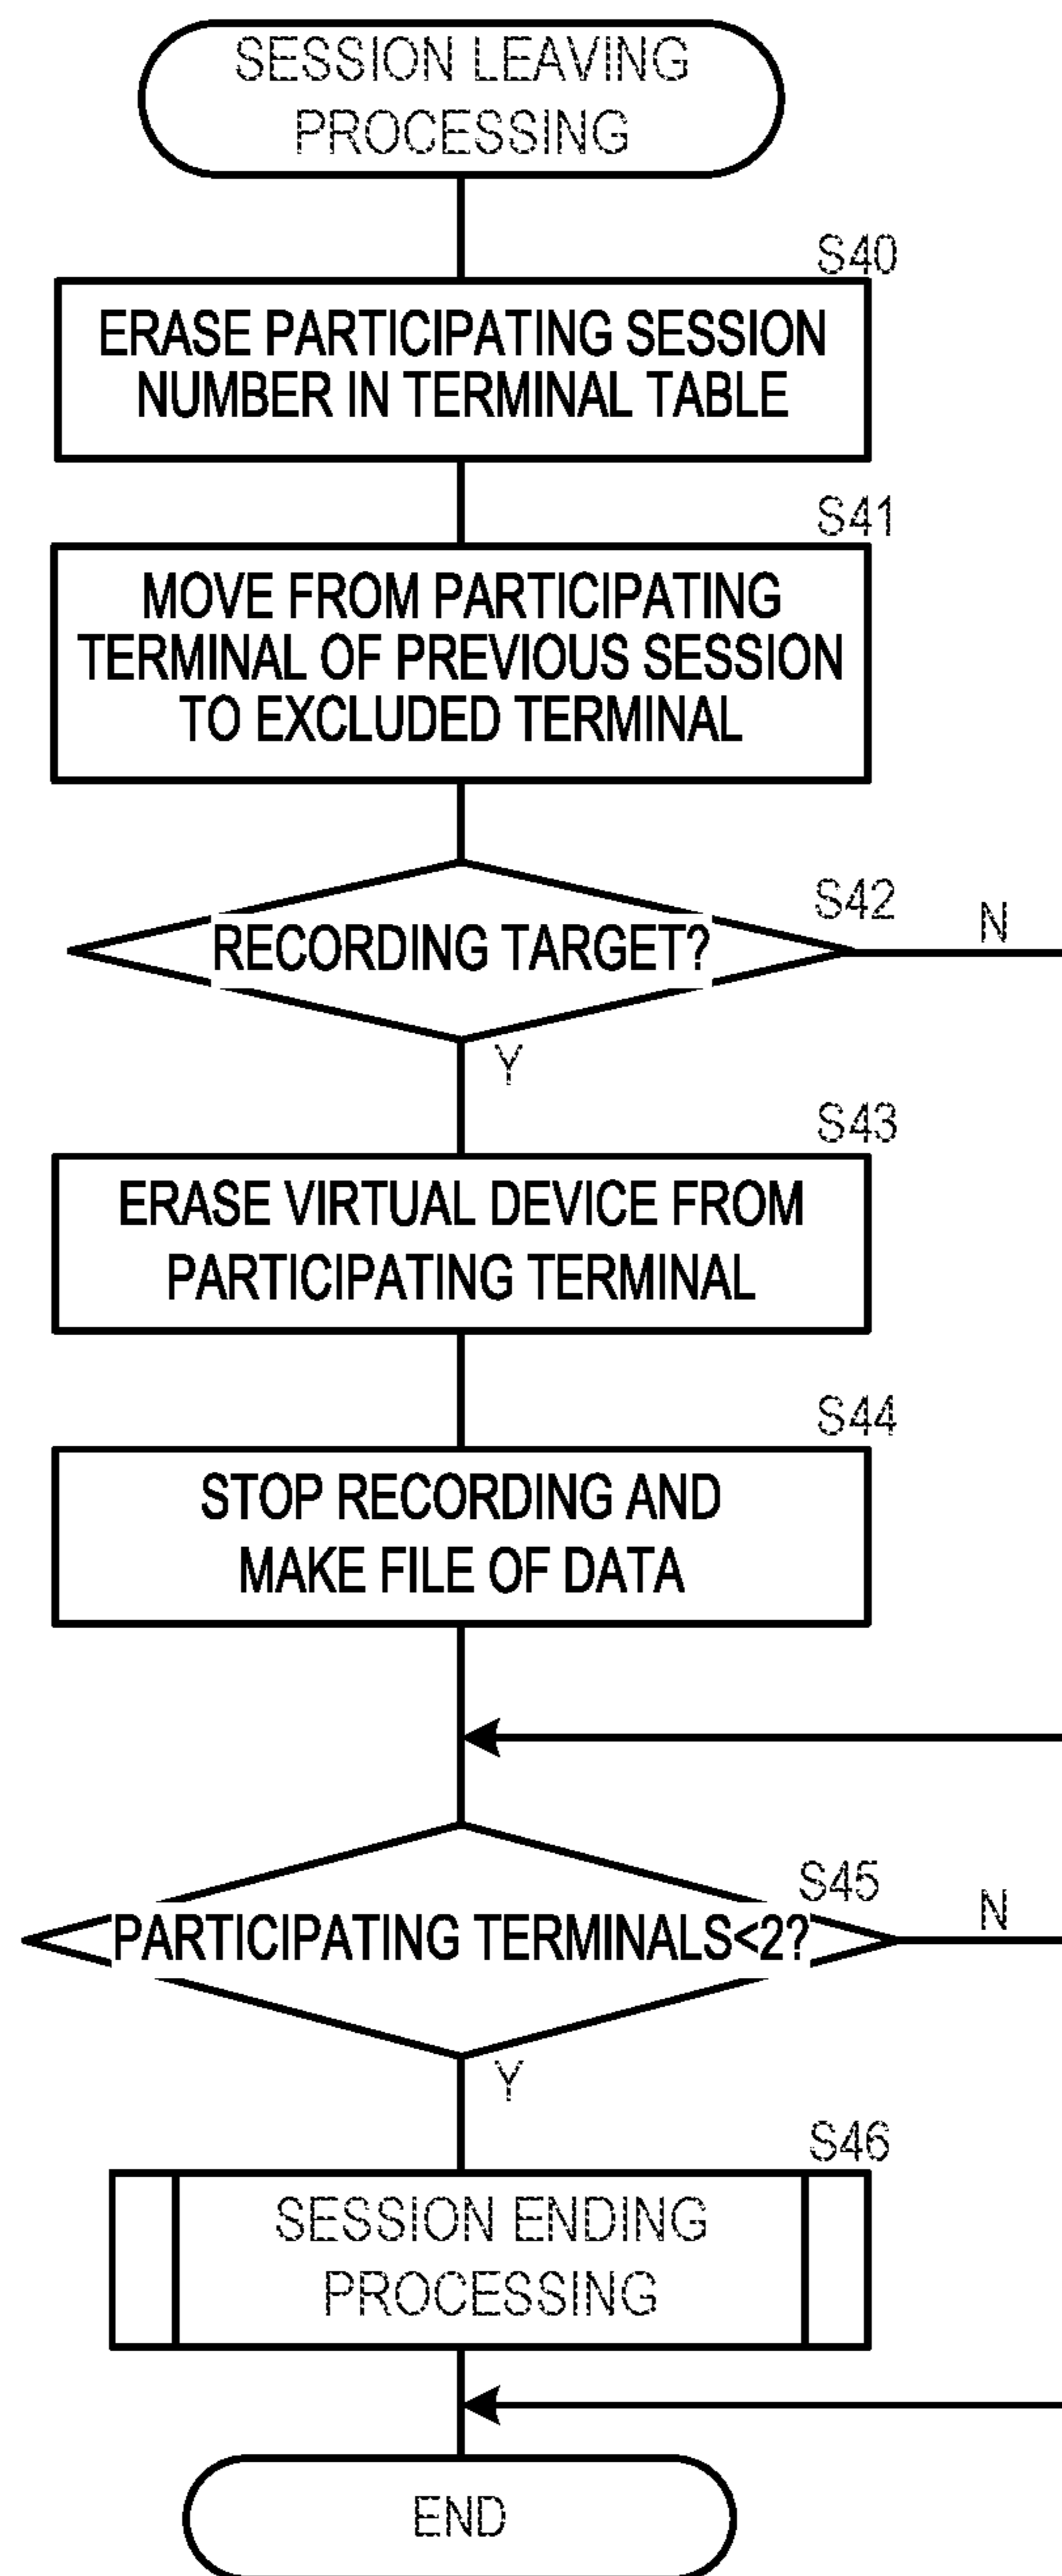 SESSION LEAVING
PROCESSING
S40
ERASE PARTICIPATING SESSION
NUMBER IN TERMINAL TABLE
S41
MOVE FROM PARTICIPATING
TERMINAL OF PREVIOUS SESSION
TO EXCLUDED TERMINAL
S42
N
RECORDING TARGET?
Y
S43
ERASE VIRTUAL DEVICE FROM
PARTICIPATING TERMINAL
S44
STOP RECORDING AND
MAKE FILE OF DATA
S45
N
PARTICIPATING TERMINALS<2?
Y
S46
SESSION ENDING
PROCESSING
END